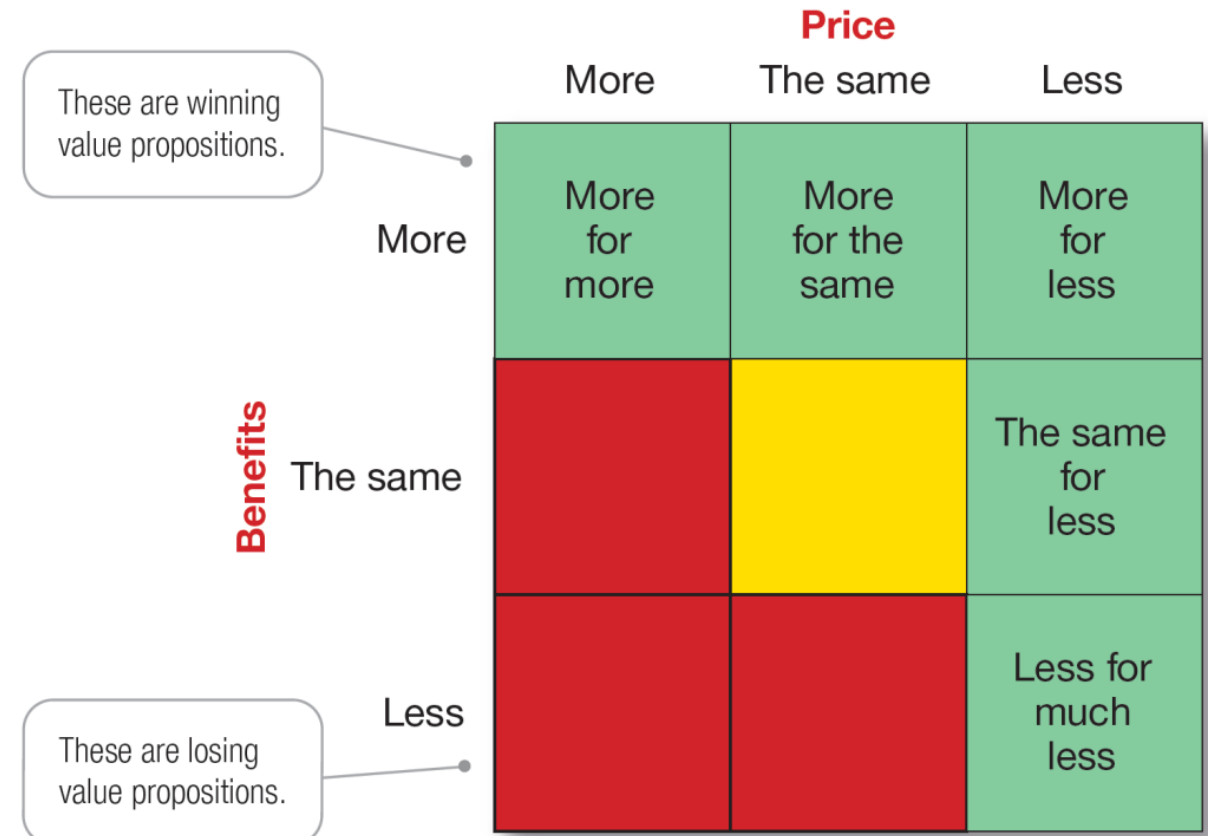 Price
More
The same
Less
These are winning
value propositions.
More
More
for
more
More
for the
same
More
for
less
Benefits
The same
The same
for
less
Less
Less for
much
less
These are losing
value propositions.